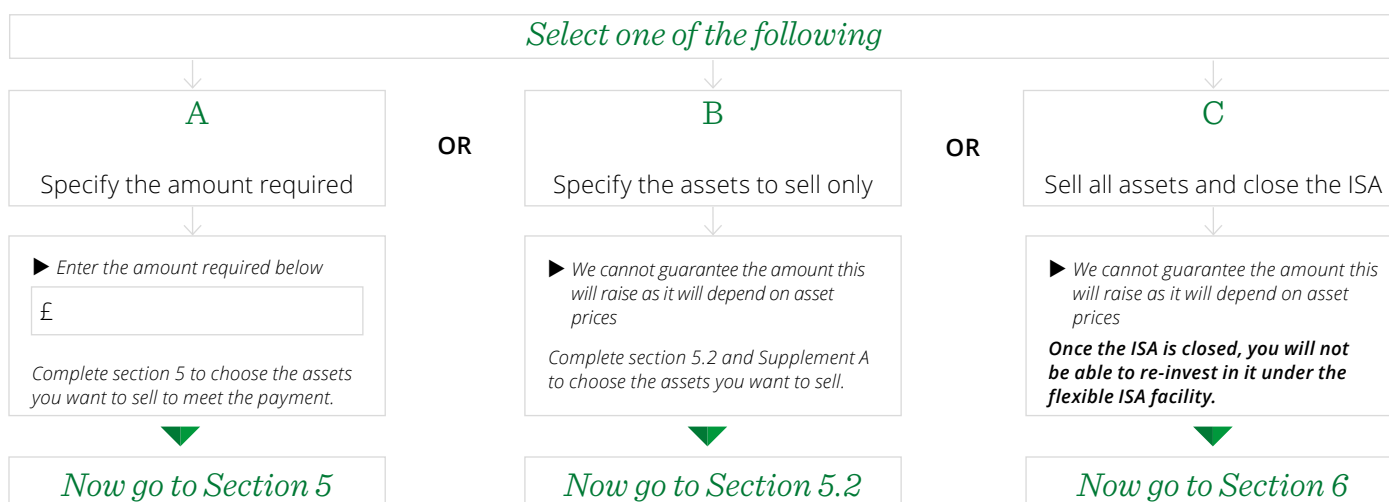 Select one of the following
A
Specify the amount required
▶ Enter the amount required below
£
Complete section 5 to choose the assets
you want to sell to meet the payment.
Now go to Section 5
OR
B
Specify the assets to sell only
▶ We cannot guarantee the amount this
will raise as it will depend on asset
prices
Complete section 5.2 and Supplement A
to choose the assets you want to sell.
Now go to Section 5.2
OR
C
Sell all assets and close the ISA
▶ We cannot guarantee the amount this
will raise as it will depend on asset
prices
Once the ISA is closed, you will not
be able to re-invest in it under the
flexible ISA facility.
Now go to Section 6